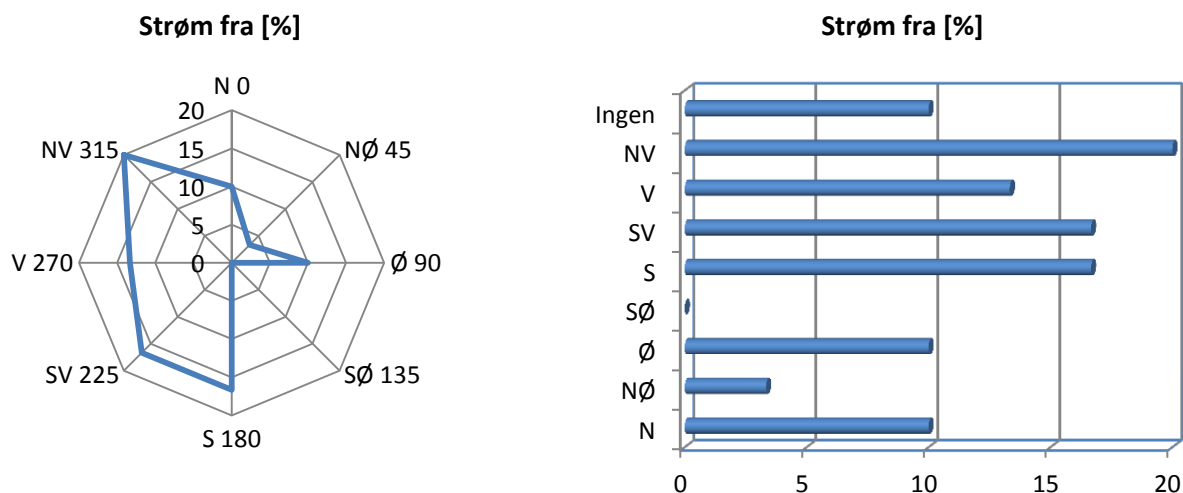 Strøm fra [%]
N 0
NØ 45
Ø 90
SØ 135
S 180
SV 225
V 270
NV 315
20
15
10
5
0
Strøm fra [%]
Ingen
NV
V
SV
S
SØ
Ø
NØ
N
0 5 10 15 20